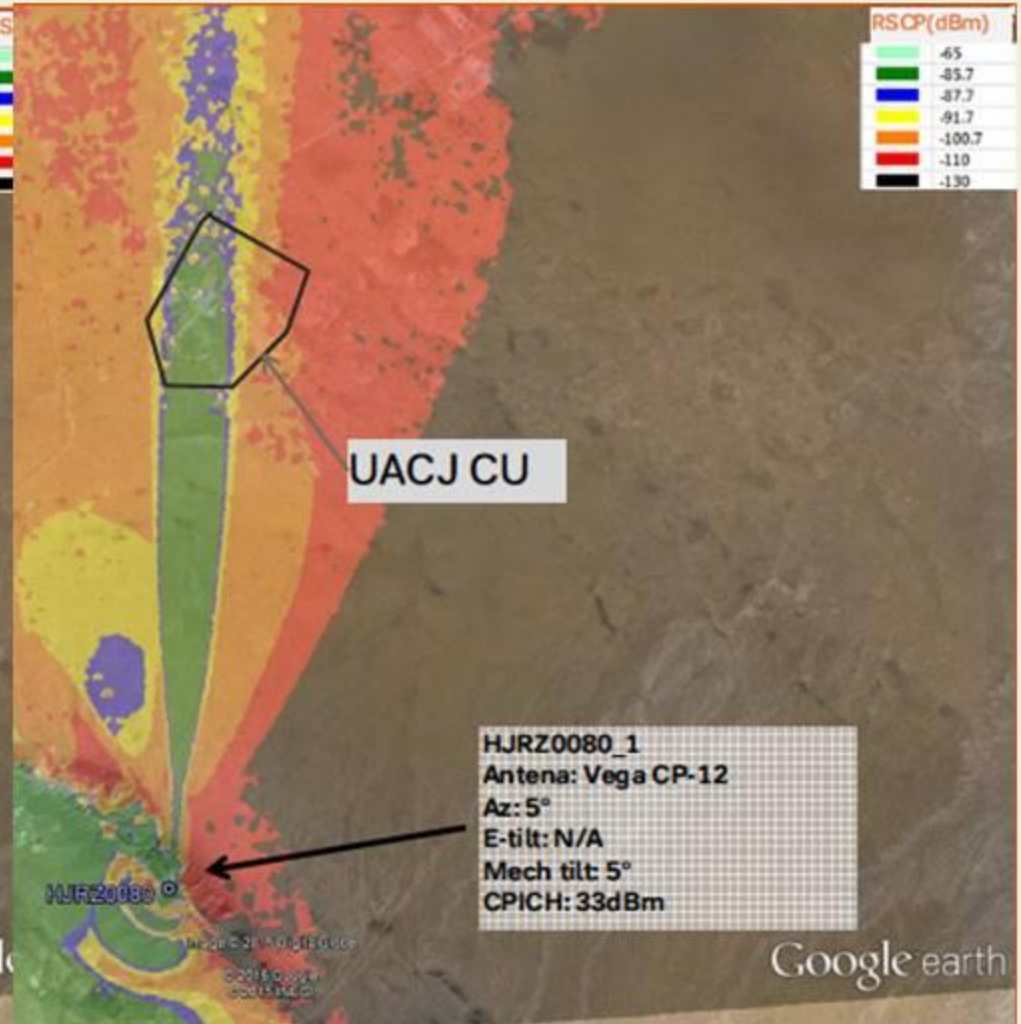 S
RSCP(dBm)
-65
-85.7
-87.7
-91.7
-100.7
-110
-130
UACJ CU
HJRZ0080_1
Antena: Vega CP-12
Az: 5°
E-tilt: N/A
Mech tilt: 5°
CPICH: 33dBm
HJRZ0080
Google earth